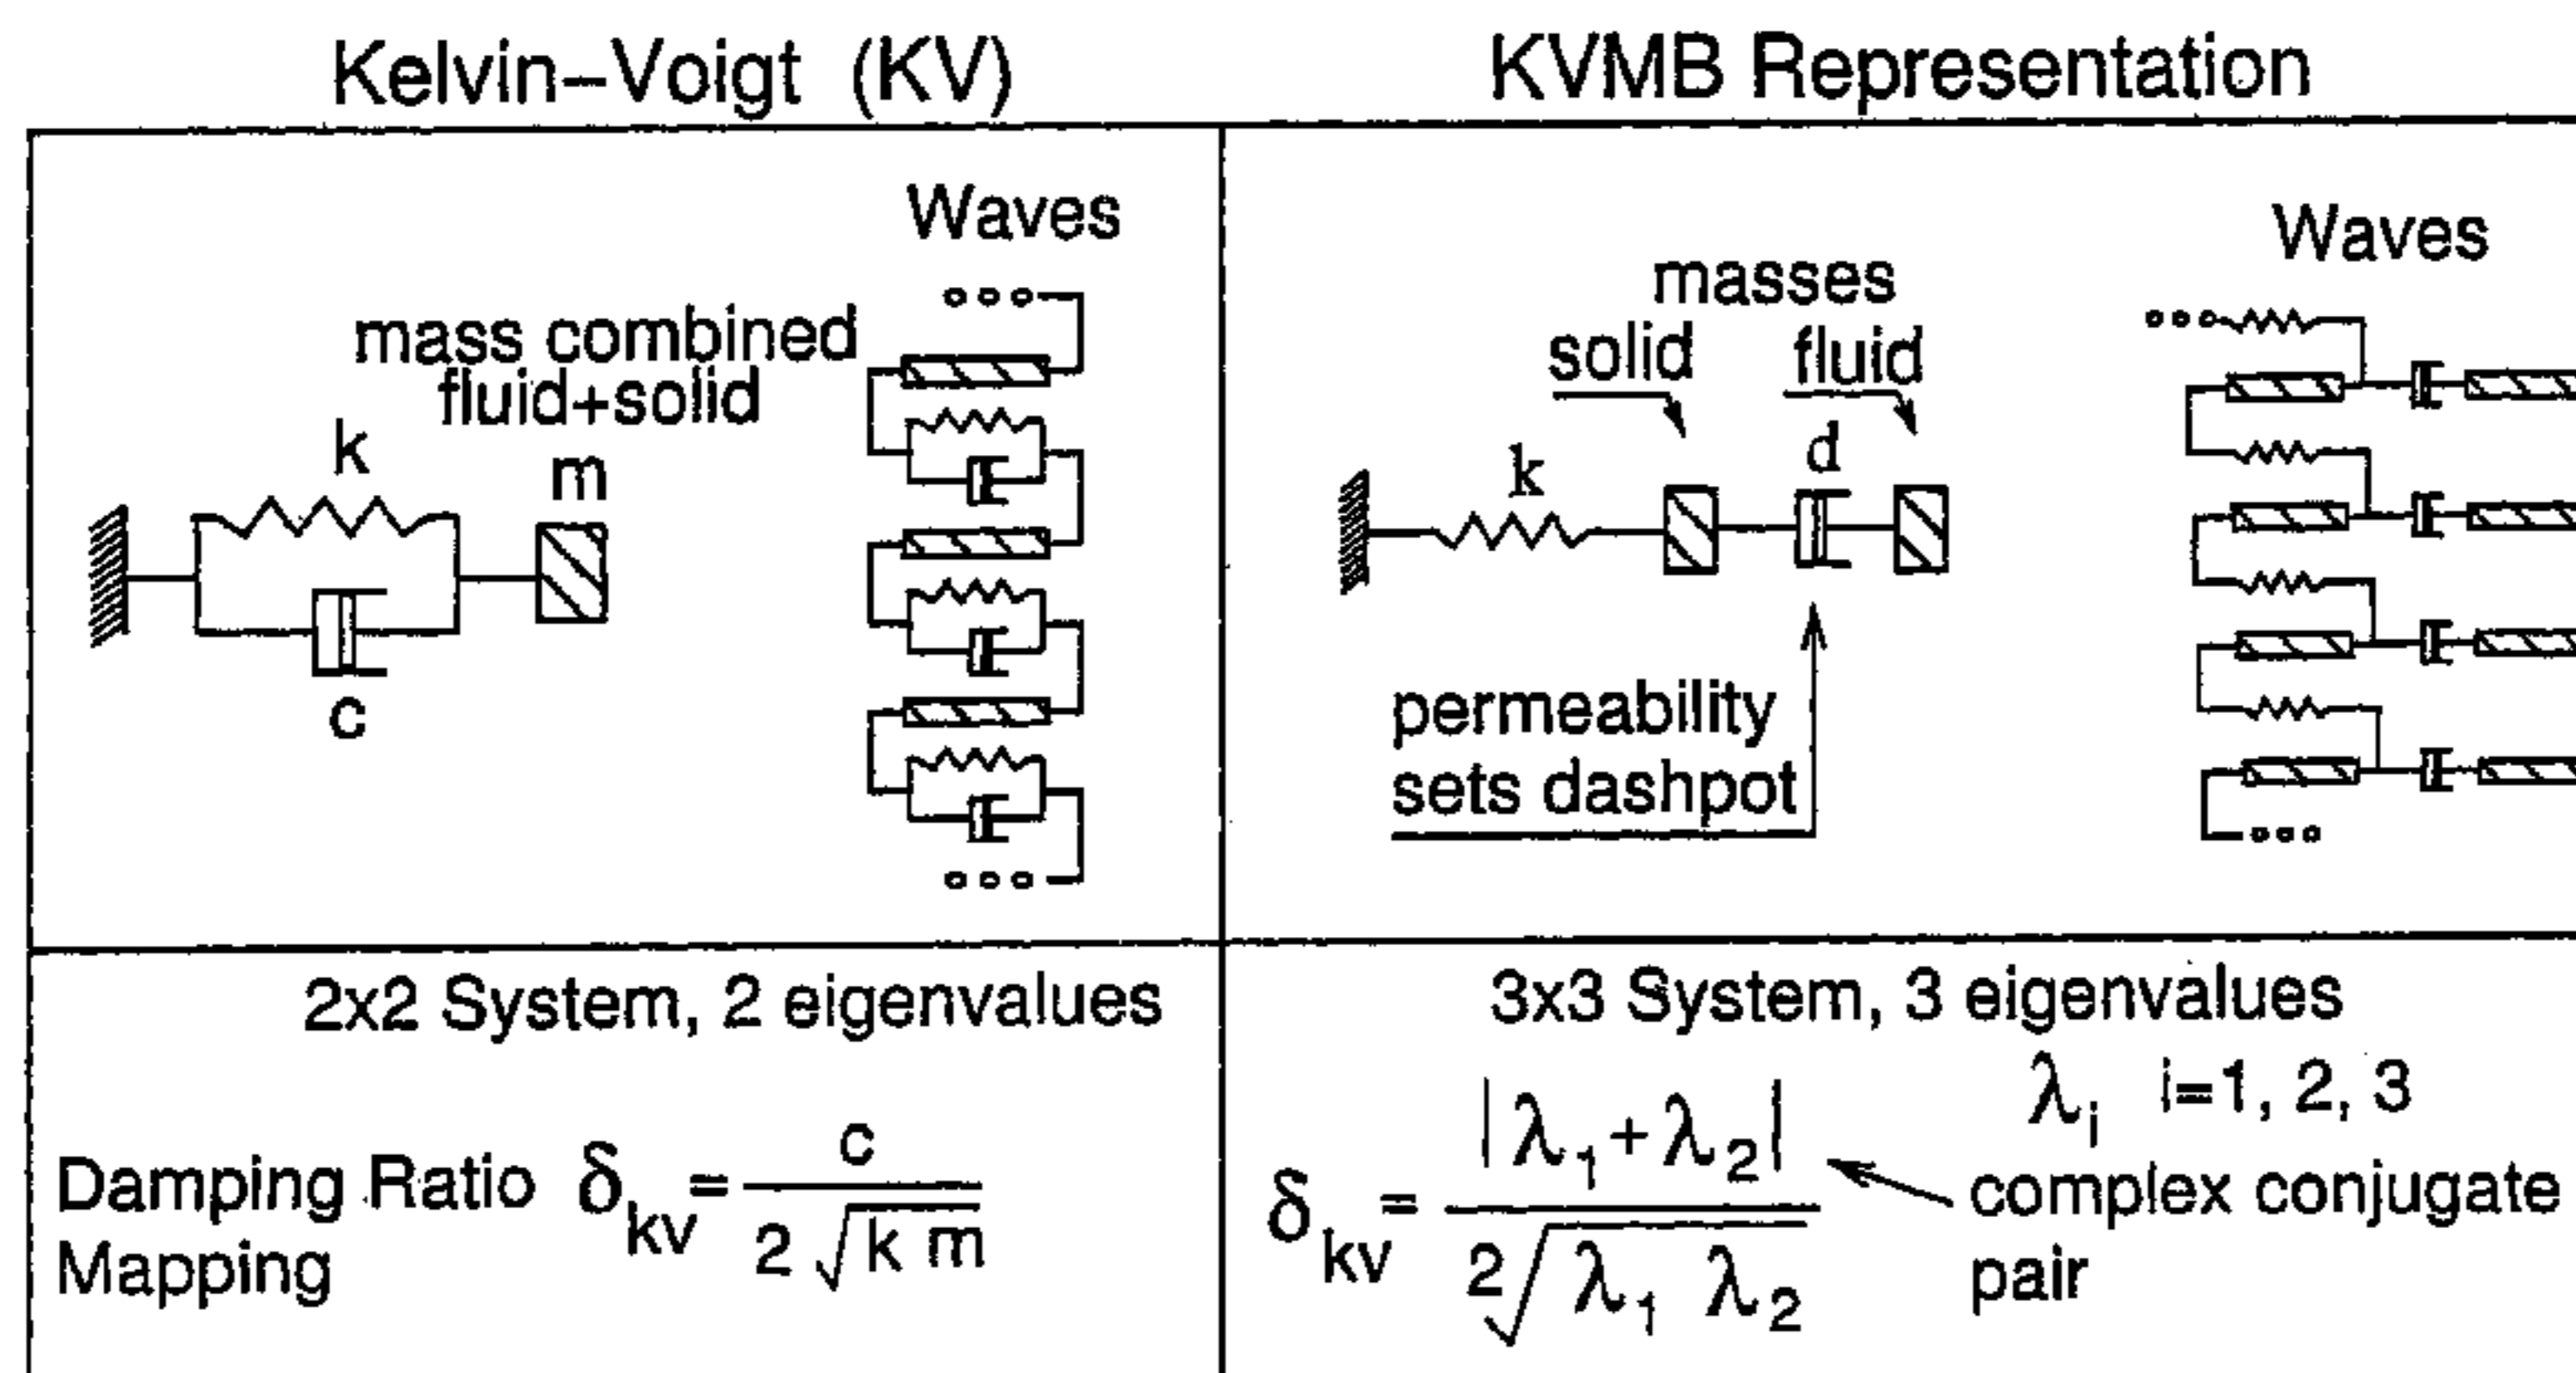 Kelvin–Voigt (KV)
KVMB Representation
Waves
mass combined
fluid+solid
k
m
c
Waves
masses
solid
fluid
k
d
permeability
sets dashpot
2x2 System, 2 eigenvalues
Damping Ratio
Mapping
δkv = c / 2 √k m
3x3 System, 3 eigenvalues
λi i=1, 2, 3
δkv = |λ1+λ2| / 2√λ1 λ2
complex conjugate
pair